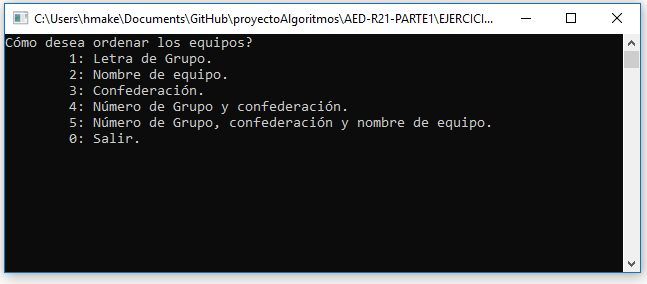 C:\Users\hmake\Documents\GitHub\proyectoAlgoritmos\AED-R21-PARTE1\EJERCICI...
Cómo desea ordenar los equipos?
1: Letra de Grupo.
2: Nombre de equipo.
3: Confederación.
4: Número de Grupo y confederación.
5: Número de Grupo, confederación y nombre de equipo.
0: Salir.